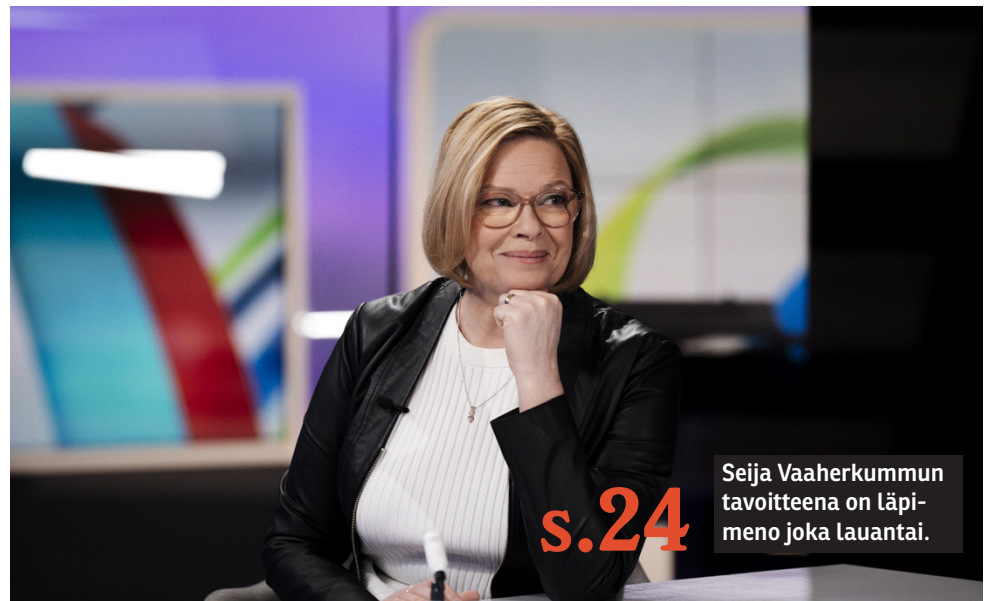 s.24
Seija Vaaherkummun
tavoitteena on läpi-
meno joka lauantai.